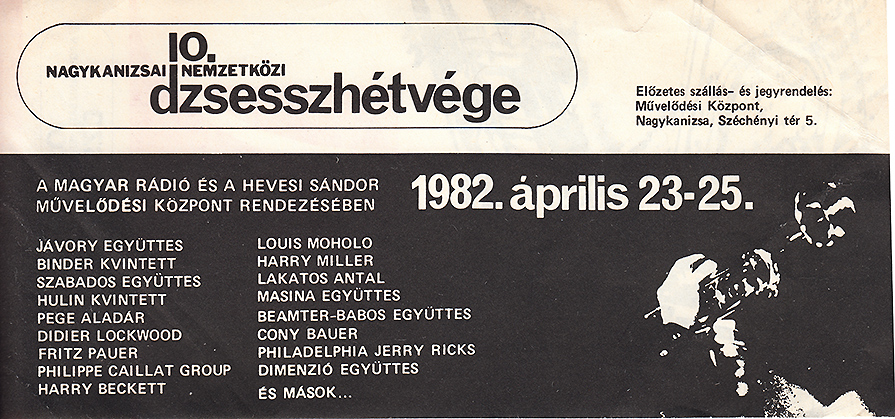 10.
NAGYKANIZSAI NEMZETKÖZI
dzsesszhétvége
Előzetes szállás- és jegyrendelés:
Művelődési Központ,
Nagykanizsa, Széchényi tér 5.
A MAGYAR RÁDIÓ ÉS A HEVESI SÁNDOR
MŰVELŐDÉSI KÖZPONT RENDEZÉSÉBEN
1982. április 23-25.
JÁVORY EGYÜTTES
BINDER KVINTETT
SZABADOS EGYÜTTES
HULIN KVINTETT
PEGE ALADÁR
DIDIER LOCKWOOD
FRITZ PAUER
PHILIPPE CAILLAT GROUP
HARRY BECKETT
LOUIS MOHOLO
HARRY MILLER
LAKATOS ANTAL
MASINA EGYÜTTES
BEAMTER-BABOS EGYÜTTES
CONY BAUER
PHILADELPHIA JERRY RICKS
DIMENZIÓ EGYÜTTES
ÉS MÁSOK...